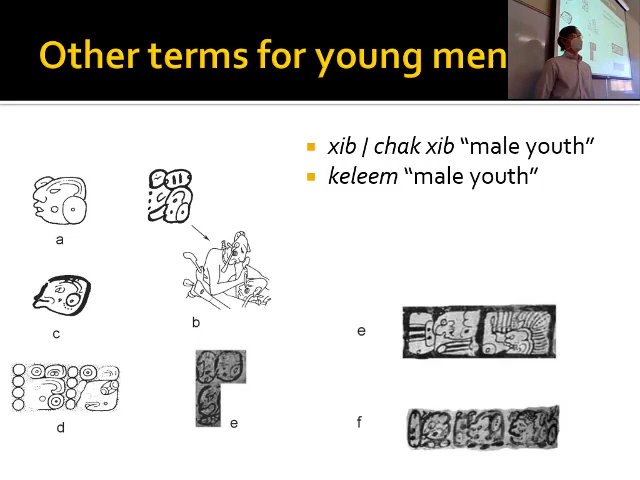 Other terms for young men
xib / chak xib “male youth”
keleem “male youth”
a
c
b
e
d
e
f